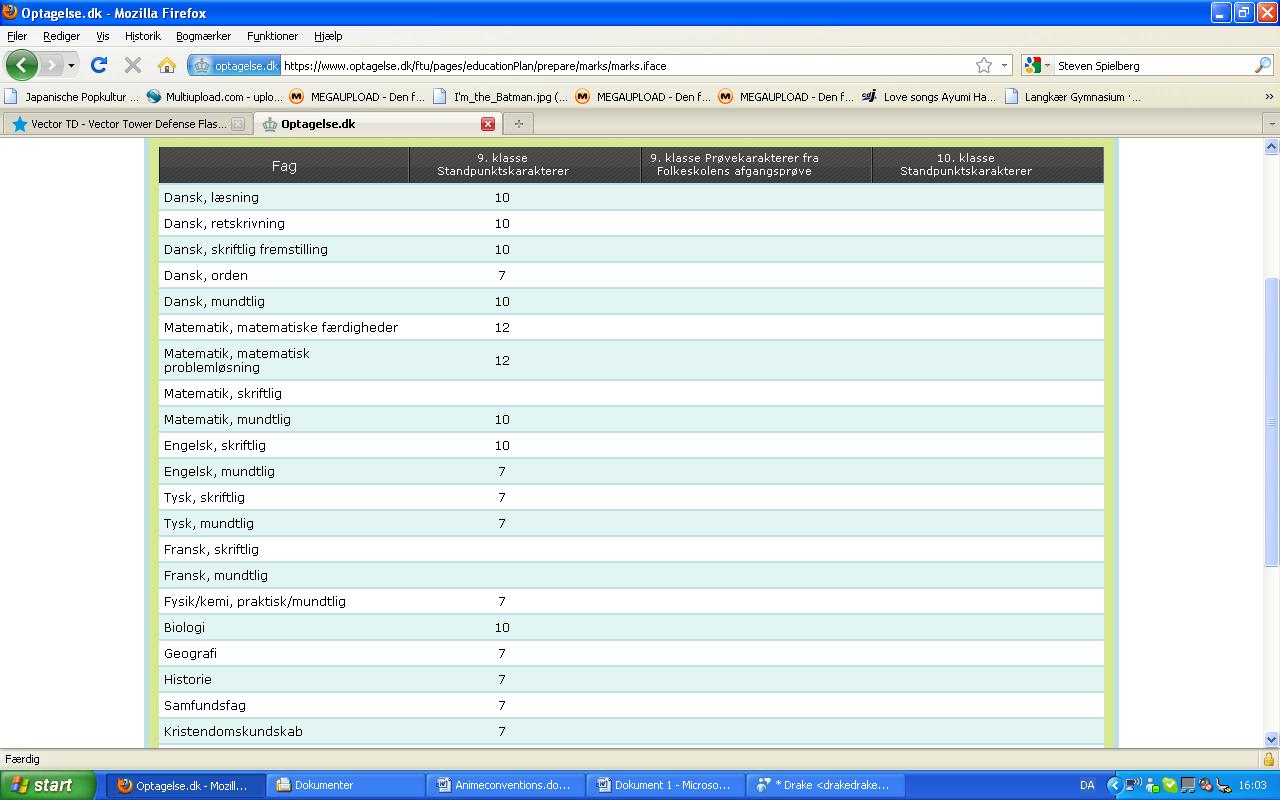 Optagelse.dk - Mozilla Firefox
Filer Rediger Vis Historik Bogmærker Funktioner Hjælp
optagelse.dk https://www.optagelse.dk/ftu/pages/educationPlan/prepare/marks/marks.iface Steven Spielberg
Japanische Popkultur ... Multiupload.com - uplo... MEGAUPLOAD - Den f... I'm_the_Batman.jpg (... MEGAUPLOAD - Den f... MEGAUPLOAD - Den f... Love songs Ayumi Ha... Langkær Gymnasium · ... »
Vector TD - Vector Tower Defense Flas... Optagelse.dk
Fag 9. klasse Standpunktskarakterer 9. klasse Prøvekarakterer fra Folkeskolens afgangsprøve 10. klasse Standpunktskarakterer
Dansk, læsning 10
Dansk, retskrivning 10
Dansk, skriftlig fremstilling 10
Dansk, orden 7
Dansk, mundtlig 10
Matematik, matematiske færdigheder 12
Matematik, matematisk
problemløsning 12
Matematik, skriftlig
Matematik, mundtlig 10
Engelsk, skriftlig 10
Engelsk, mundtlig 7
Tysk, skriftlig 7
Tysk, mundtlig 7
Fransk, skriftlig
Fransk, mundtlig
Fysik/kemi, praktisk/mundtlig 7
Biologi 10
Geografi 7
Historie 7
Samfundsfag 7
Kristendomskundskab 7
Færdig
start Optagelse.dk - Mozill... Dokumenter Animeconventions.do... Dokument 1 - Microso... * Drake <drakedrake... DA 16:03